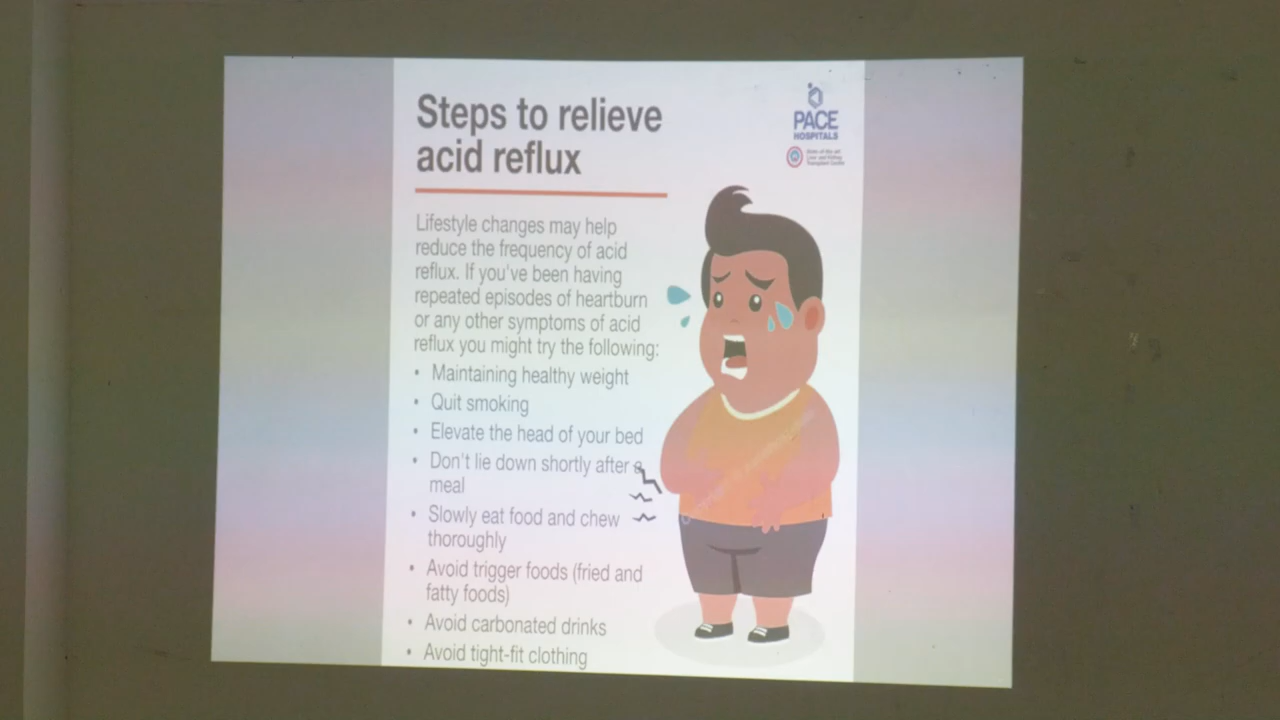 Steps to relieve
acid reflux
PACE
HOSPITALS
Lifestyle changes may help
reduce the frequency of acid
reflux. If you've been having
repeated episodes of heartburn
or any other symptoms of acid
reflux you might try the following:
• Maintaining healthy weight
• Quit smoking
• Elevate the head of your bed
• Don't lie down shortly after a
meal
• Slowly eat food and chew
thoroughly
• Avoid trigger foods (fried and
fatty foods)
• Avoid carbonated drinks
• Avoid tight-fit clothing